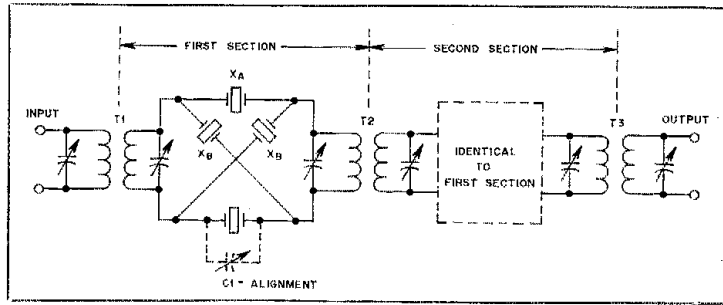 FIRST SECTION
SECOND SECTION
XA
INPUT
T1
T2
T3
OUTPUT
XB
XB
IDENTICAL
TO
FIRST SECTION
C1 - ALIGNMENT